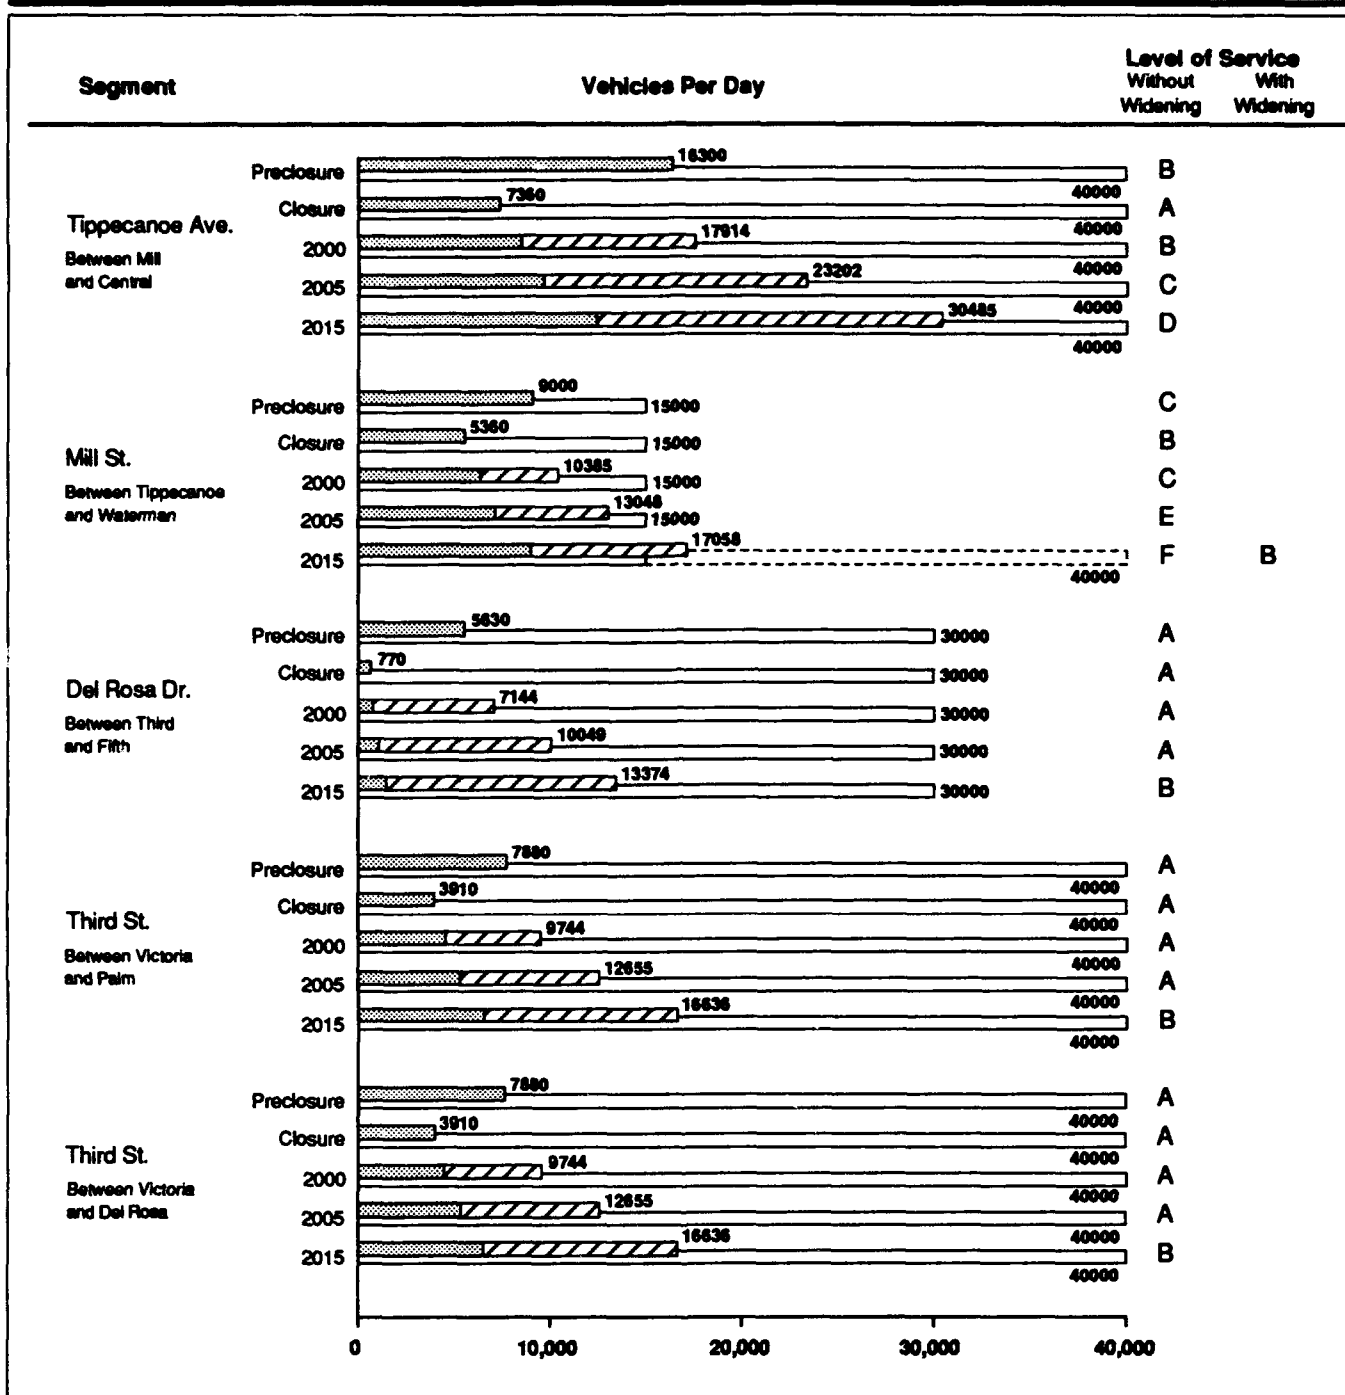 Level of Service
Segment Vehicles Per Day Without Widening With Widening
Preclosure 16300 40000 B
Closure 7360 40000 A
Tippecanoe Ave.
Between Mill
and Central
2000 17914 40000 B
2005 23202 40000 C
2015 30485 40000 D
Preclosure 9000 15000 C
Closure 5360 15000 B
Mill St.
Between Tippecanoe
and Waterman
2000 10385 15000 C
2005 13048 15000 E
2015 17058 40000 F B
Preclosure 5630 30000 A
Closure 770 30000 A
Del Rosa Dr.
Between Third
and Fifth
2000 7144 30000 A
2005 10049 30000 A
2015 13374 30000 B
Preclosure 7880 40000 A
Closure 3910 40000 A
Third St.
Between Victoria
and Palm
2000 9744 40000 A
2005 12655 40000 A
2015 16636 40000 B
Preclosure 7880 40000 A
Closure 3910 40000 A
Third St.
Between Victoria
and Del Rosa
2000 9744 40000 A
2005 12655 40000 A
2015 16636 40000 B
0 10,000 20,000 30,000 40,000